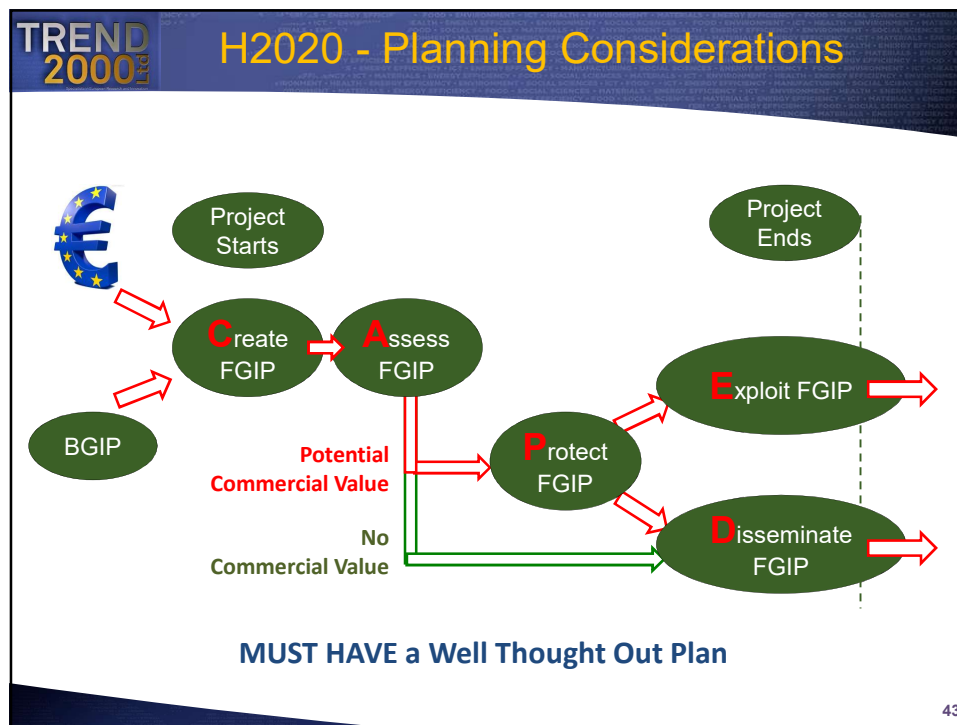 TREND
2000 Ltd
H2020 - Planning Considerations
Project
Starts
Project
Ends
Create
FGIP
Assess
FGIP
Exploit FGIP
BGIP
Potential
Commercial Value
Protect
FGIP
No
Commercial Value
Disseminate
FGIP
MUST HAVE a Well Thought Out Plan
43